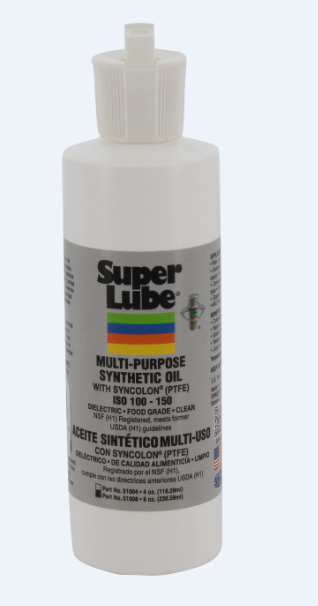 Super
Lube®
MULTI-PURPOSE
SYNTHETIC OIL
WITH SYNCOLON® (PTFE)
ISO 100 - 150
DIELECTRIC • FOOD GRADE • CLEAN
NSF (H1) Registered, meets former
USDA (H1) guidelines
ACEITE SINTÉTICO MULTI-USO
CON SYNCOLON® (PTFE)
DIELÉCTRICO • DE CALIDAD ALIMENTICIA • LIMPIO
Registrado por el NSF (H1),
cumple con las directrices anteriores USDA (H1)
Part No. 51004 • 4 oz. (118.29ml)
Part No. 51008 • 8 oz. (236.58ml)